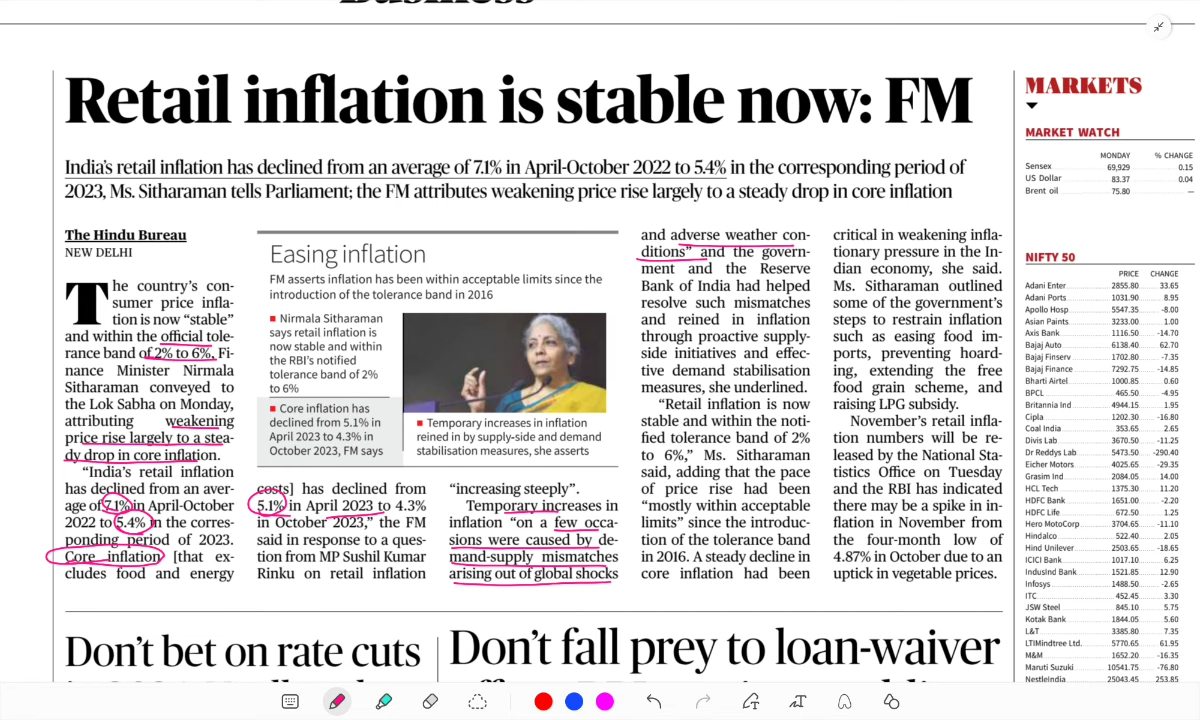 Retail inflation is stable now: FM
India's retail inflation has declined from an average of 7.1% in April-October 2022 to 5.4% in the corresponding period of
2023, Ms. Sitharaman tells Parliament; the FM attributes weakening price rise largely to a steady drop in core inflation
The Hindu Bureau
NEW DELHI
The country's con-
sumer price infla-
tion is now “stable”
and within the official tole-
rance band of 2% to 6%, Fi-
nance Minister Nirmala
Sitharaman conveyed to
the Lok Sabha on Monday,
attributing weakening
price rise largely to a stea-
dy drop in core inflation.
“India's retail inflation
has declined from an aver-
age of 7.1% in April-October
2022 to 5.4% in the corres-
ponding period of 2023.
Core inflation [that ex-
cludes food and energy
Easing inflation
FM asserts inflation has been within acceptable limits since the
introduction of the tolerance band in 2016
Nirmala Sitharaman
says retail inflation is
now stable and within
the RBI's notified
tolerance band of 2%
to 6%
Core inflation has
declined from 5.1% in
April 2023 to 4.3% in
October 2023, FM says
Temporary increases in inflation
reined in by supply-side and demand
stabilisation measures, she asserts
costs] has declined from
5.1% in April 2023 to 4.3%
in October 2023,” the FM
said in response to a ques-
tion from MP Sushil Kumar
Rinku on retail inflation
“increasing steeply”.
Temporary increases in
inflation “on a few occa-
sions were caused by de-
mand-supply mismatches
arising out of global shocks
and adverse weather con-
ditions” and the govern-
ment and the Reserve
Bank of India had helped
resolve such mismatches
and reined in inflation
through proactive supply-
side initiatives and effec-
tive demand stabilisation
measures, she underlined.
“Retail inflation is now
stable and within the noti-
fied tolerance band of 2%
to 6%,” Ms. Sitharaman
said, adding that the pace
of price rise had been
“mostly within acceptable
limits” since the introduc-
tion of the tolerance band
in 2016. A steady decline in
core inflation had been
critical in weakening infla-
tionary pressure in the In-
dian economy, she said.
Ms. Sitharaman outlined
some of the government's
steps to restrain inflation
such as easing food im-
ports, preventing hoard-
ing, extending the free
food grain scheme, and
raising LPG subsidy.
November's retail infla-
tion numbers will be re-
leased by the National Sta-
tistics Office on Tuesday
and the RBI has indicated
there may be a spike in in-
flation in November from
the four-month low of
4.87% in October due to an
uptick in vegetable prices.
MARKETS
MARKET WATCH
MONDAY % CHANGE
Sensex 69,929 0.15
US Dollar 83.37 0.04
Brent oil 75.80 —
NIFTY 50
PRICE CHANGE
Adani Enter 2855.80 33.65
Adani Ports 1031.90 8.95
Apollo Hosp 5547.35 -8.00
Asian Paints 3233.00 1.00
Axis Bank 1116.50 -14.70
Bajaj Auto 6138.40 62.70
Bajaj Finserv 1702.80 -7.35
Bajaj Finance 7292.75 -14.85
Bharti Airtel 1000.85 0.60
BPCL 465.50 -4.95
Britannia Ind 4944.15 1.95
Cipla 1202.30 -16.80
Coal India 353.65 2.65
Divis Lab 3670.50 -11.25
Dr Reddys Lab 5473.50 -290.40
Eicher Motors 4025.65 -29.35
Grasim Ind 2084.05 14.00
HCL Tech 1375.30 11.20
HDFC Bank 1651.00 -2.20
HDFC Life 672.50 1.25
Hero MotoCorp 3704.65 -11.10
Hindalco 522.40 2.05
Hind Unilever 2503.65 -18.65
ICICI Bank 1017.10 6.25
IndusInd Bank 1521.85 12.90
Infosys 1488.50 -2.65
ITC 452.45 3.30
JSW Steel 845.10 5.75
Kotak Bank 1844.05 5.60
L&T 3385.80 7.35
LTIMindtree Ltd. 5770.65 61.95
M&M 1652.20 -16.35
Maruti Suzuki 10541.75 -76.80
NestleIndia 25043.45 253.85
Don't bet on rate cuts
Don't fall prey to loan-waiver